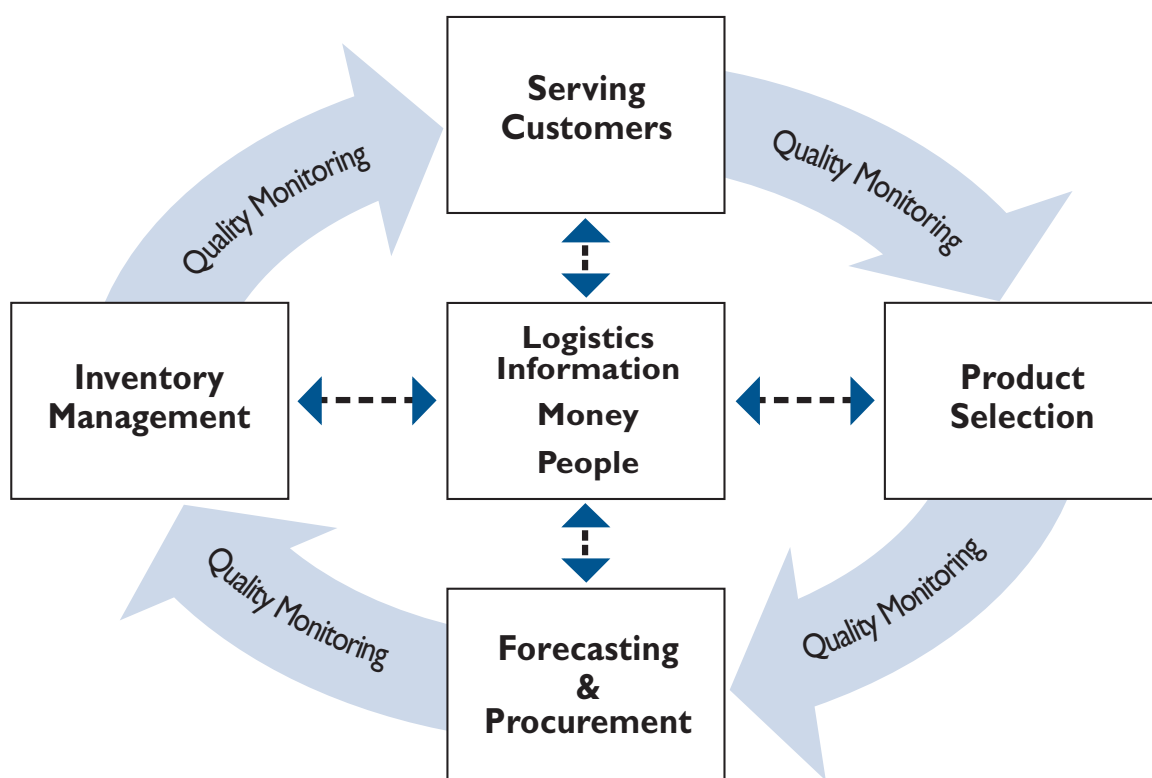 Serving
Customers
Quality Monitoring
Quality Monitoring
Inventory
Management
Logistics
Information
Money
People
Product
Selection
Quality Monitoring
Quality Monitoring
Forecasting
&
Procurement